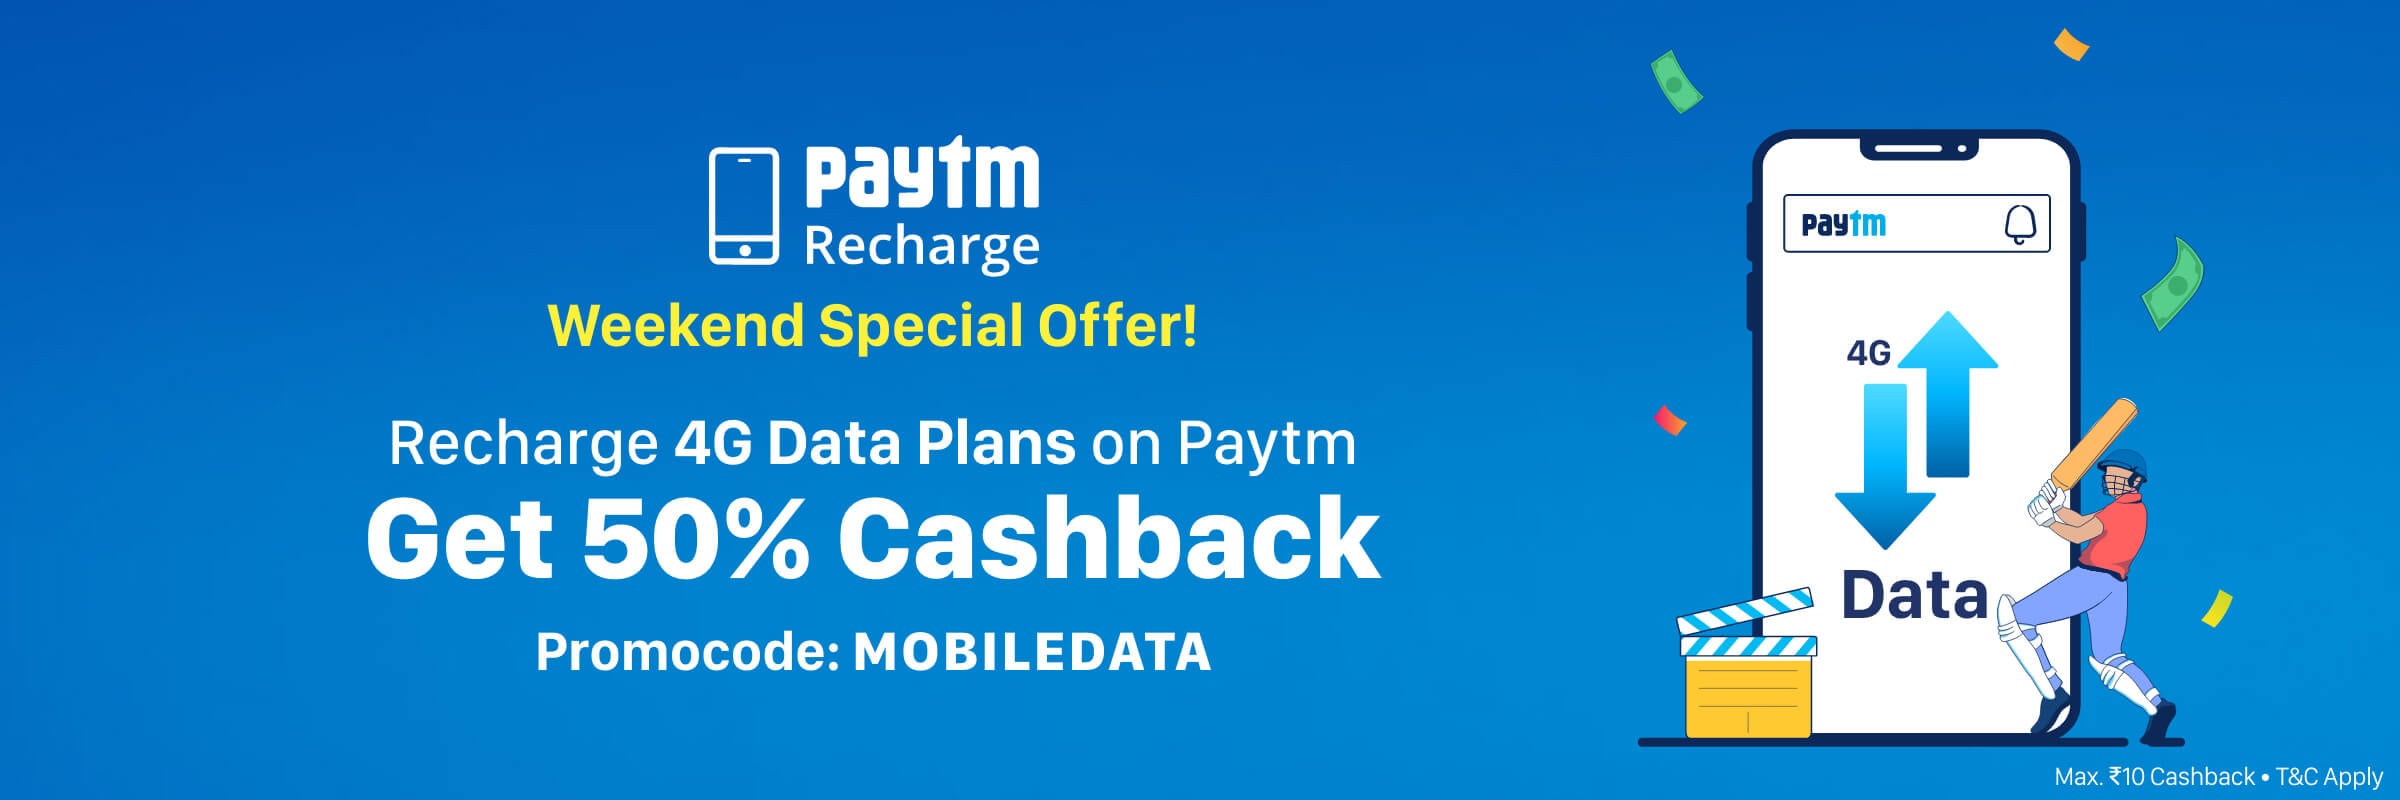 paytm
Recharge
Weekend Special Offer!
Recharge 4G Data Plans on Paytm
Get 50% Cashback
Promocode: MOBILEDATA
paytm
4G
Data
Max. ₹10 Cashback • T&C Apply